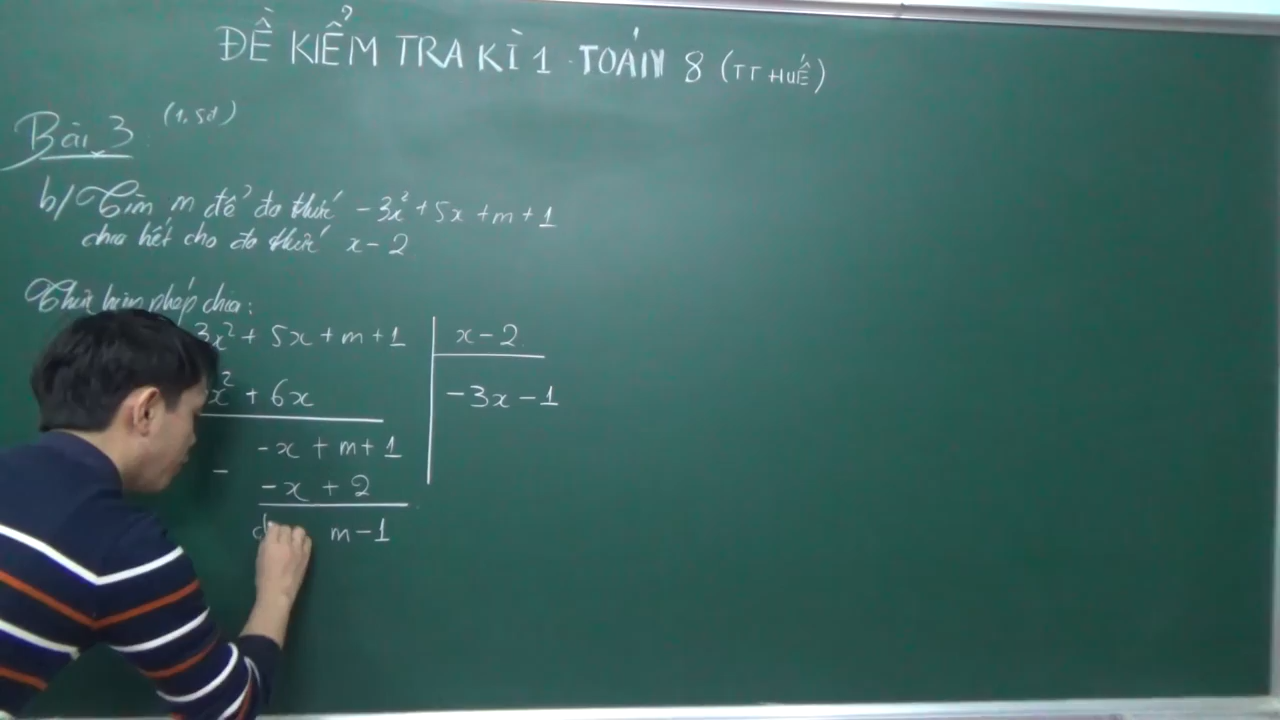 ĐỀ KIỂM TRA KÌ 1 . TOÁN 8 (TT HUẾ)
Bài 3: (1,5đ)
b/ Tìm m để đa thức -3x² + 5x + m + 1
chia hết cho đa thức x - 2
Thực hiện phép chia:
3x² + 5x + m + 1 | x - 2
x² + 6x | -3x - 1
-x + m + 1
-
-x + 2
m - 1